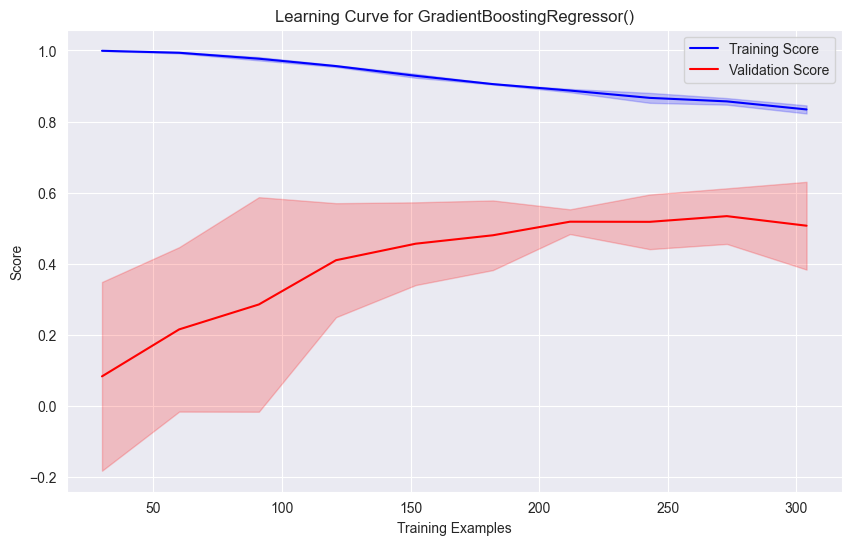 Learning Curve for GradientBoostingRegressor()
Training Score
Validation Score
Score
1.0
0.8
0.6
0.4
0.2
0.0
−0.2
50
100
150
200
250
300
Training Examples